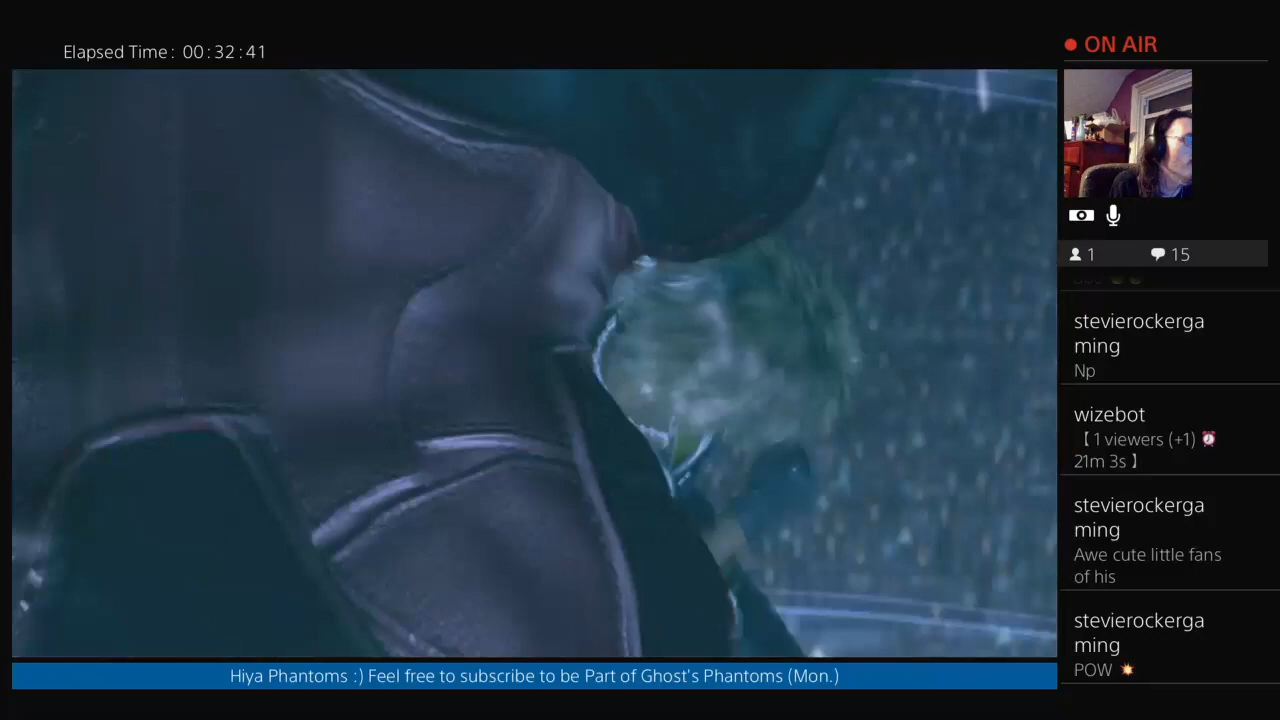 Elapsed Time: 00:32:41
ON AIR
1
15
stevierockerga
ming
Np
wizebot
【 1 viewers (+1) ⏰
21m 3s 】
stevierockerga
ming
Awe cute little fans
of his
stevierockerga
ming
POW 💥
Hiya Phantoms :) Feel free to subscribe to be Part of Ghost's Phantoms (Mon.)